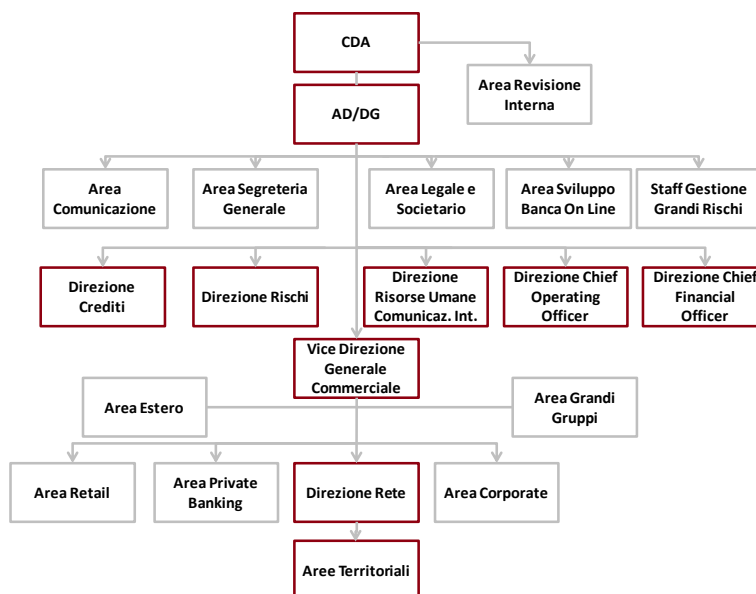 CDA
Area Revisione
Interna
AD/DG
Area
Comunicazione
Area Segreteria
Generale
Area Legale e
Societario
Area Sviluppo
Banca On Line
Staff Gestione
Grandi Rischi
Direzione
Crediti
Direzione Rischi
Direzione
Risorse Umane
Comunicaz. Int.
Direzione Chief
Operating
Officer
Direzione Chief
Financial
Officer
Vice Direzione
Generale
Commerciale
Area Estero
Area Grandi
Gruppi
Area Retail
Area Private
Banking
Direzione Rete
Area Corporate
Aree Territoriali